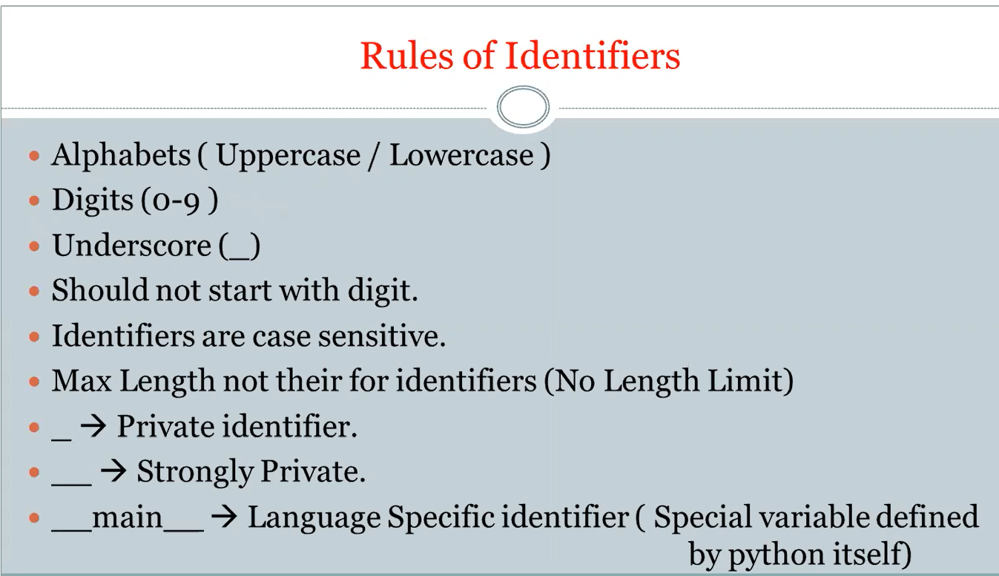 Rules of Identifiers
• Alphabets ( Uppercase / Lowercase )
• Digits (0-9 )
• Underscore (_)
• Should not start with digit.
• Identifiers are case sensitive.
• Max Length not their for identifiers (No Length Limit)
• _ → Private identifier.
• __ → Strongly Private.
• __main__ → Language Specific identifier ( Special variable defined
by python itself)